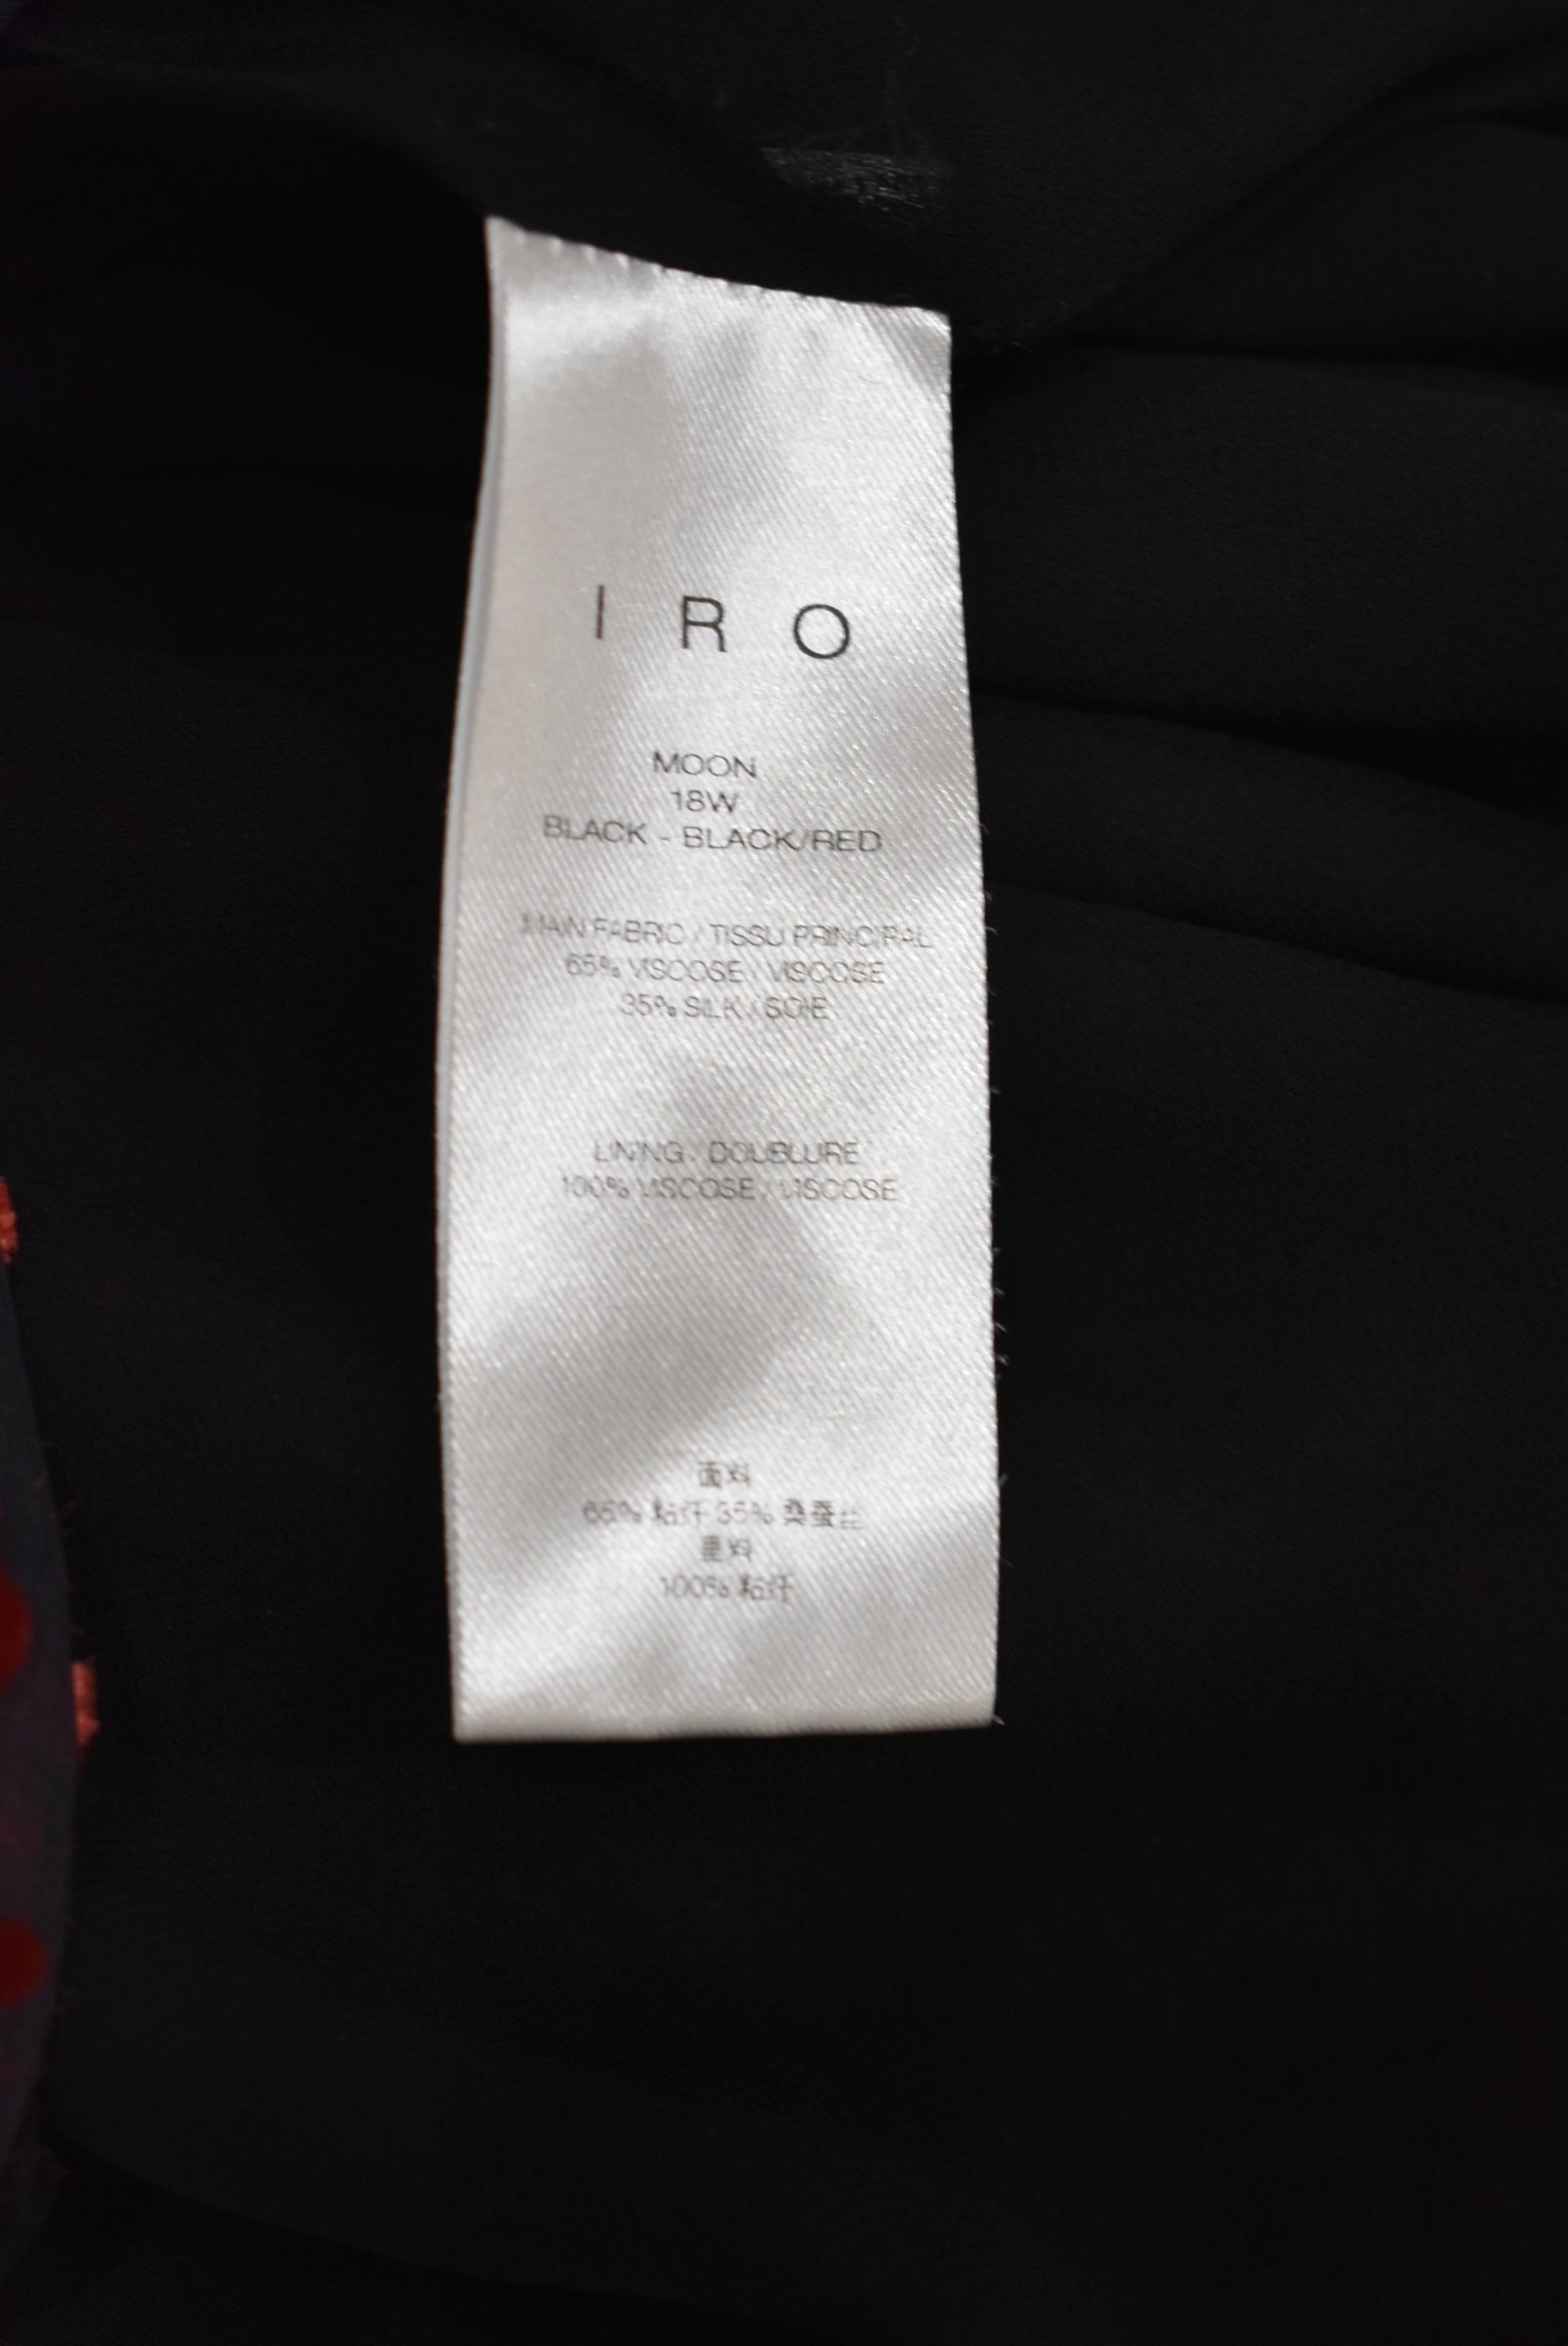 I R O
MOON
18W
BLACK - BLACK/RED
MAIN FABRIC / TISSU PRINCIPAL
65% VISCOSE / VISCOSE
35% SILK / SOIE
LINING / DOUBLURE
100% VISCOSE / VISCOSE
面料
65% 粘纤 35% 桑蚕丝
里料
100% 粘纤